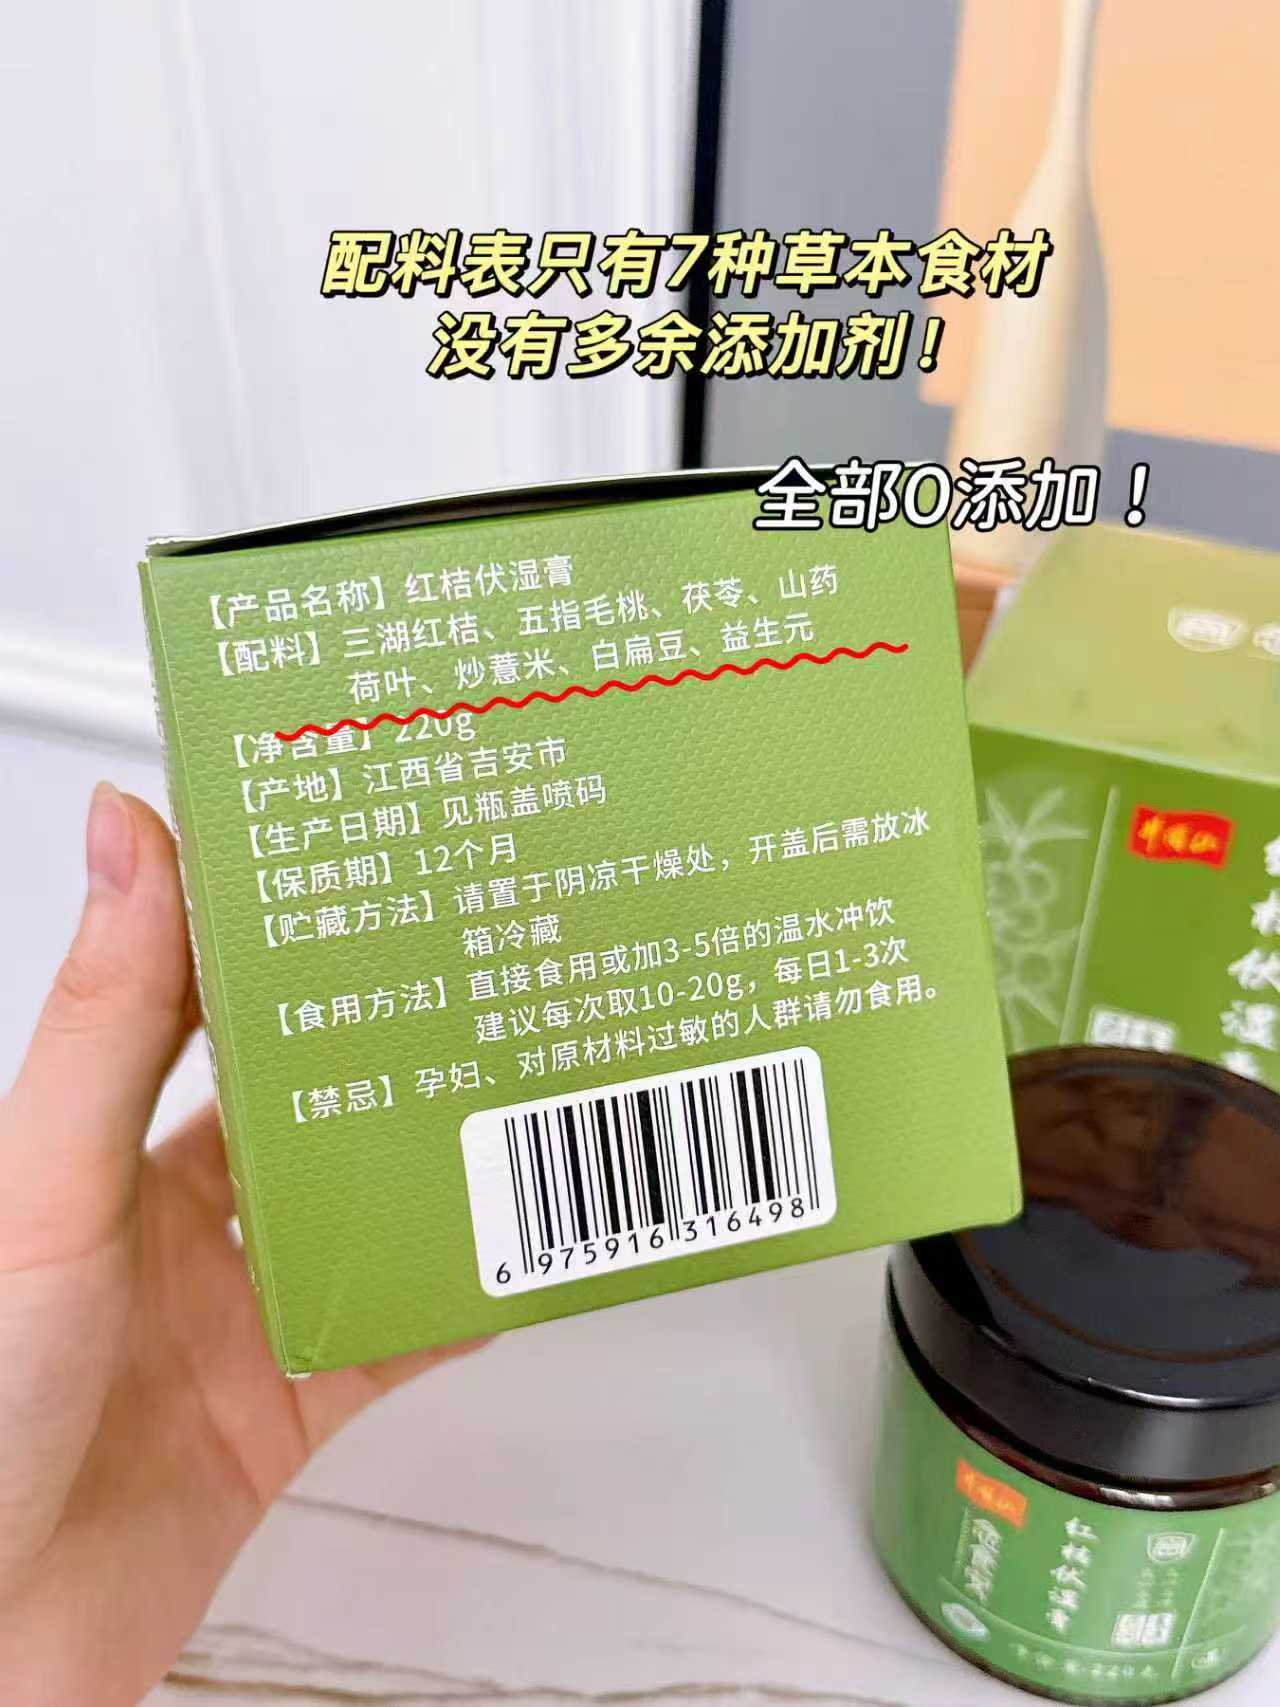 配料表只有7种草本食材
没有多余添加剂！
全部0添加！
【产品名称】红桔伏湿膏
【配料】三湖红桔、五指毛桃、茯苓、山药
荷叶、炒薏米、白扁豆、益生元
【净含量】220g
【产地】江西省吉安市
【生产日期】见瓶盖喷码
【保质期】12个月
【贮藏方法】请置于阴凉干燥处，开盖后需放冰
箱冷藏
【食用方法】直接食用或加3-5倍的温水冲饮
建议每次取10-20g，每日1-3次
【禁忌】孕妇、对原材料过敏的人群请勿食用。
6 975916 316498
红桔伏湿膏
红桔伏湿膏